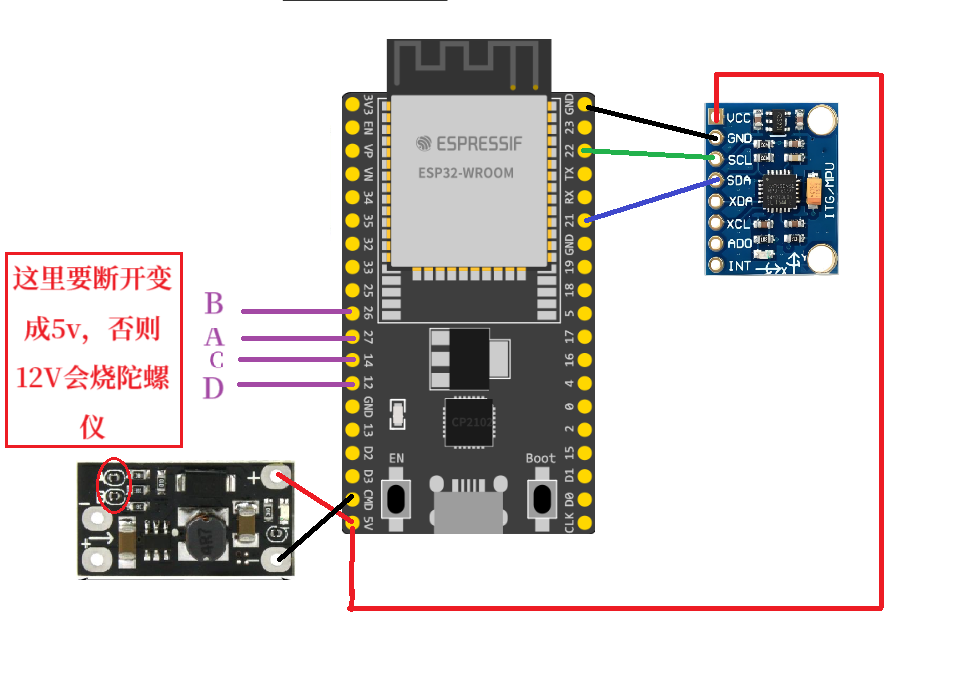 ESPRESSIF
ESP32-WROOM
3V3
EN
VP
VN
34
35
32
33
25
26
27
14
12
GND
13
D2
D3
CMD
5V
GND
23
22
TX
RX
21
GND
19
18
5
17
16
4
0
2
15
D1
D0
CLK
VCC
GND
SCL
SDA
XDA
XCL
ADO
INT
ITG/MPU
这里要断开变
成5v，否则
12V会烧陀螺
仪
B
A
C
D
CP2102
EN
Boot
+
4R7